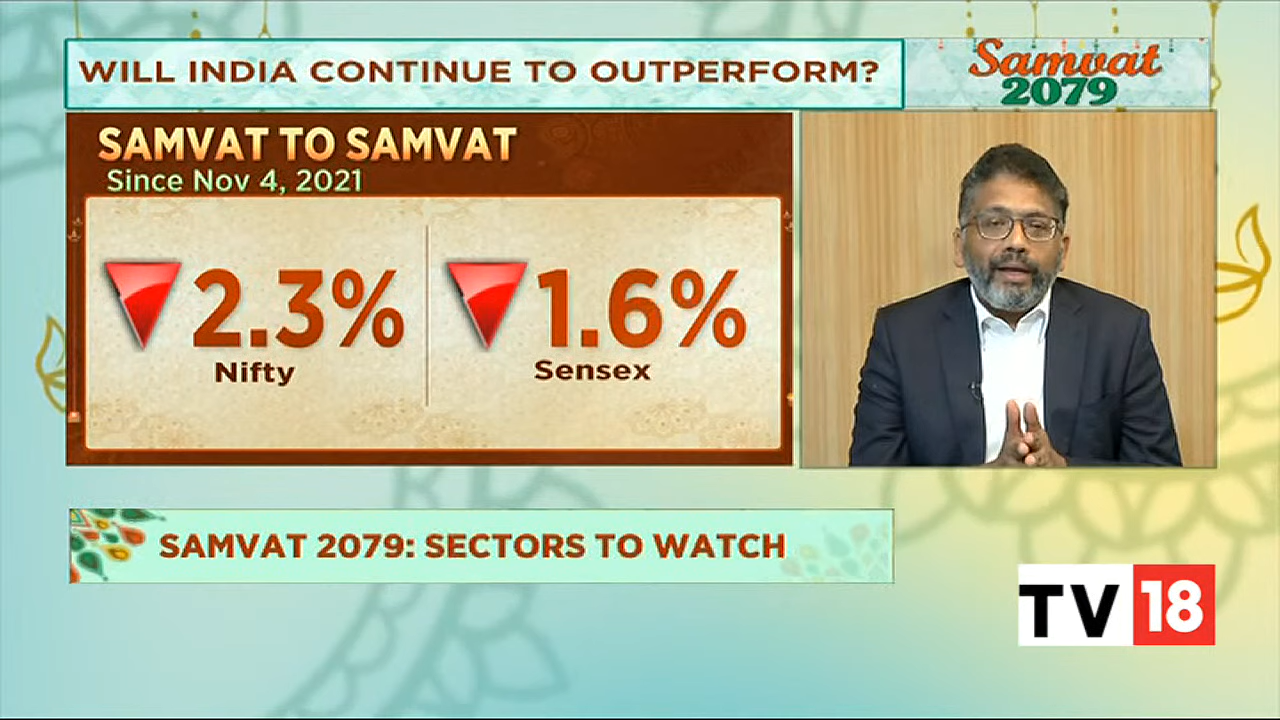 WILL INDIA CONTINUE TO OUTPERFORM?
Samvat
2079
SAMVAT TO SAMVAT
Since Nov 4, 2021
2.3%
Nifty
1.6%
Sensex
SAMVAT 2079: SECTORS TO WATCH
TV18